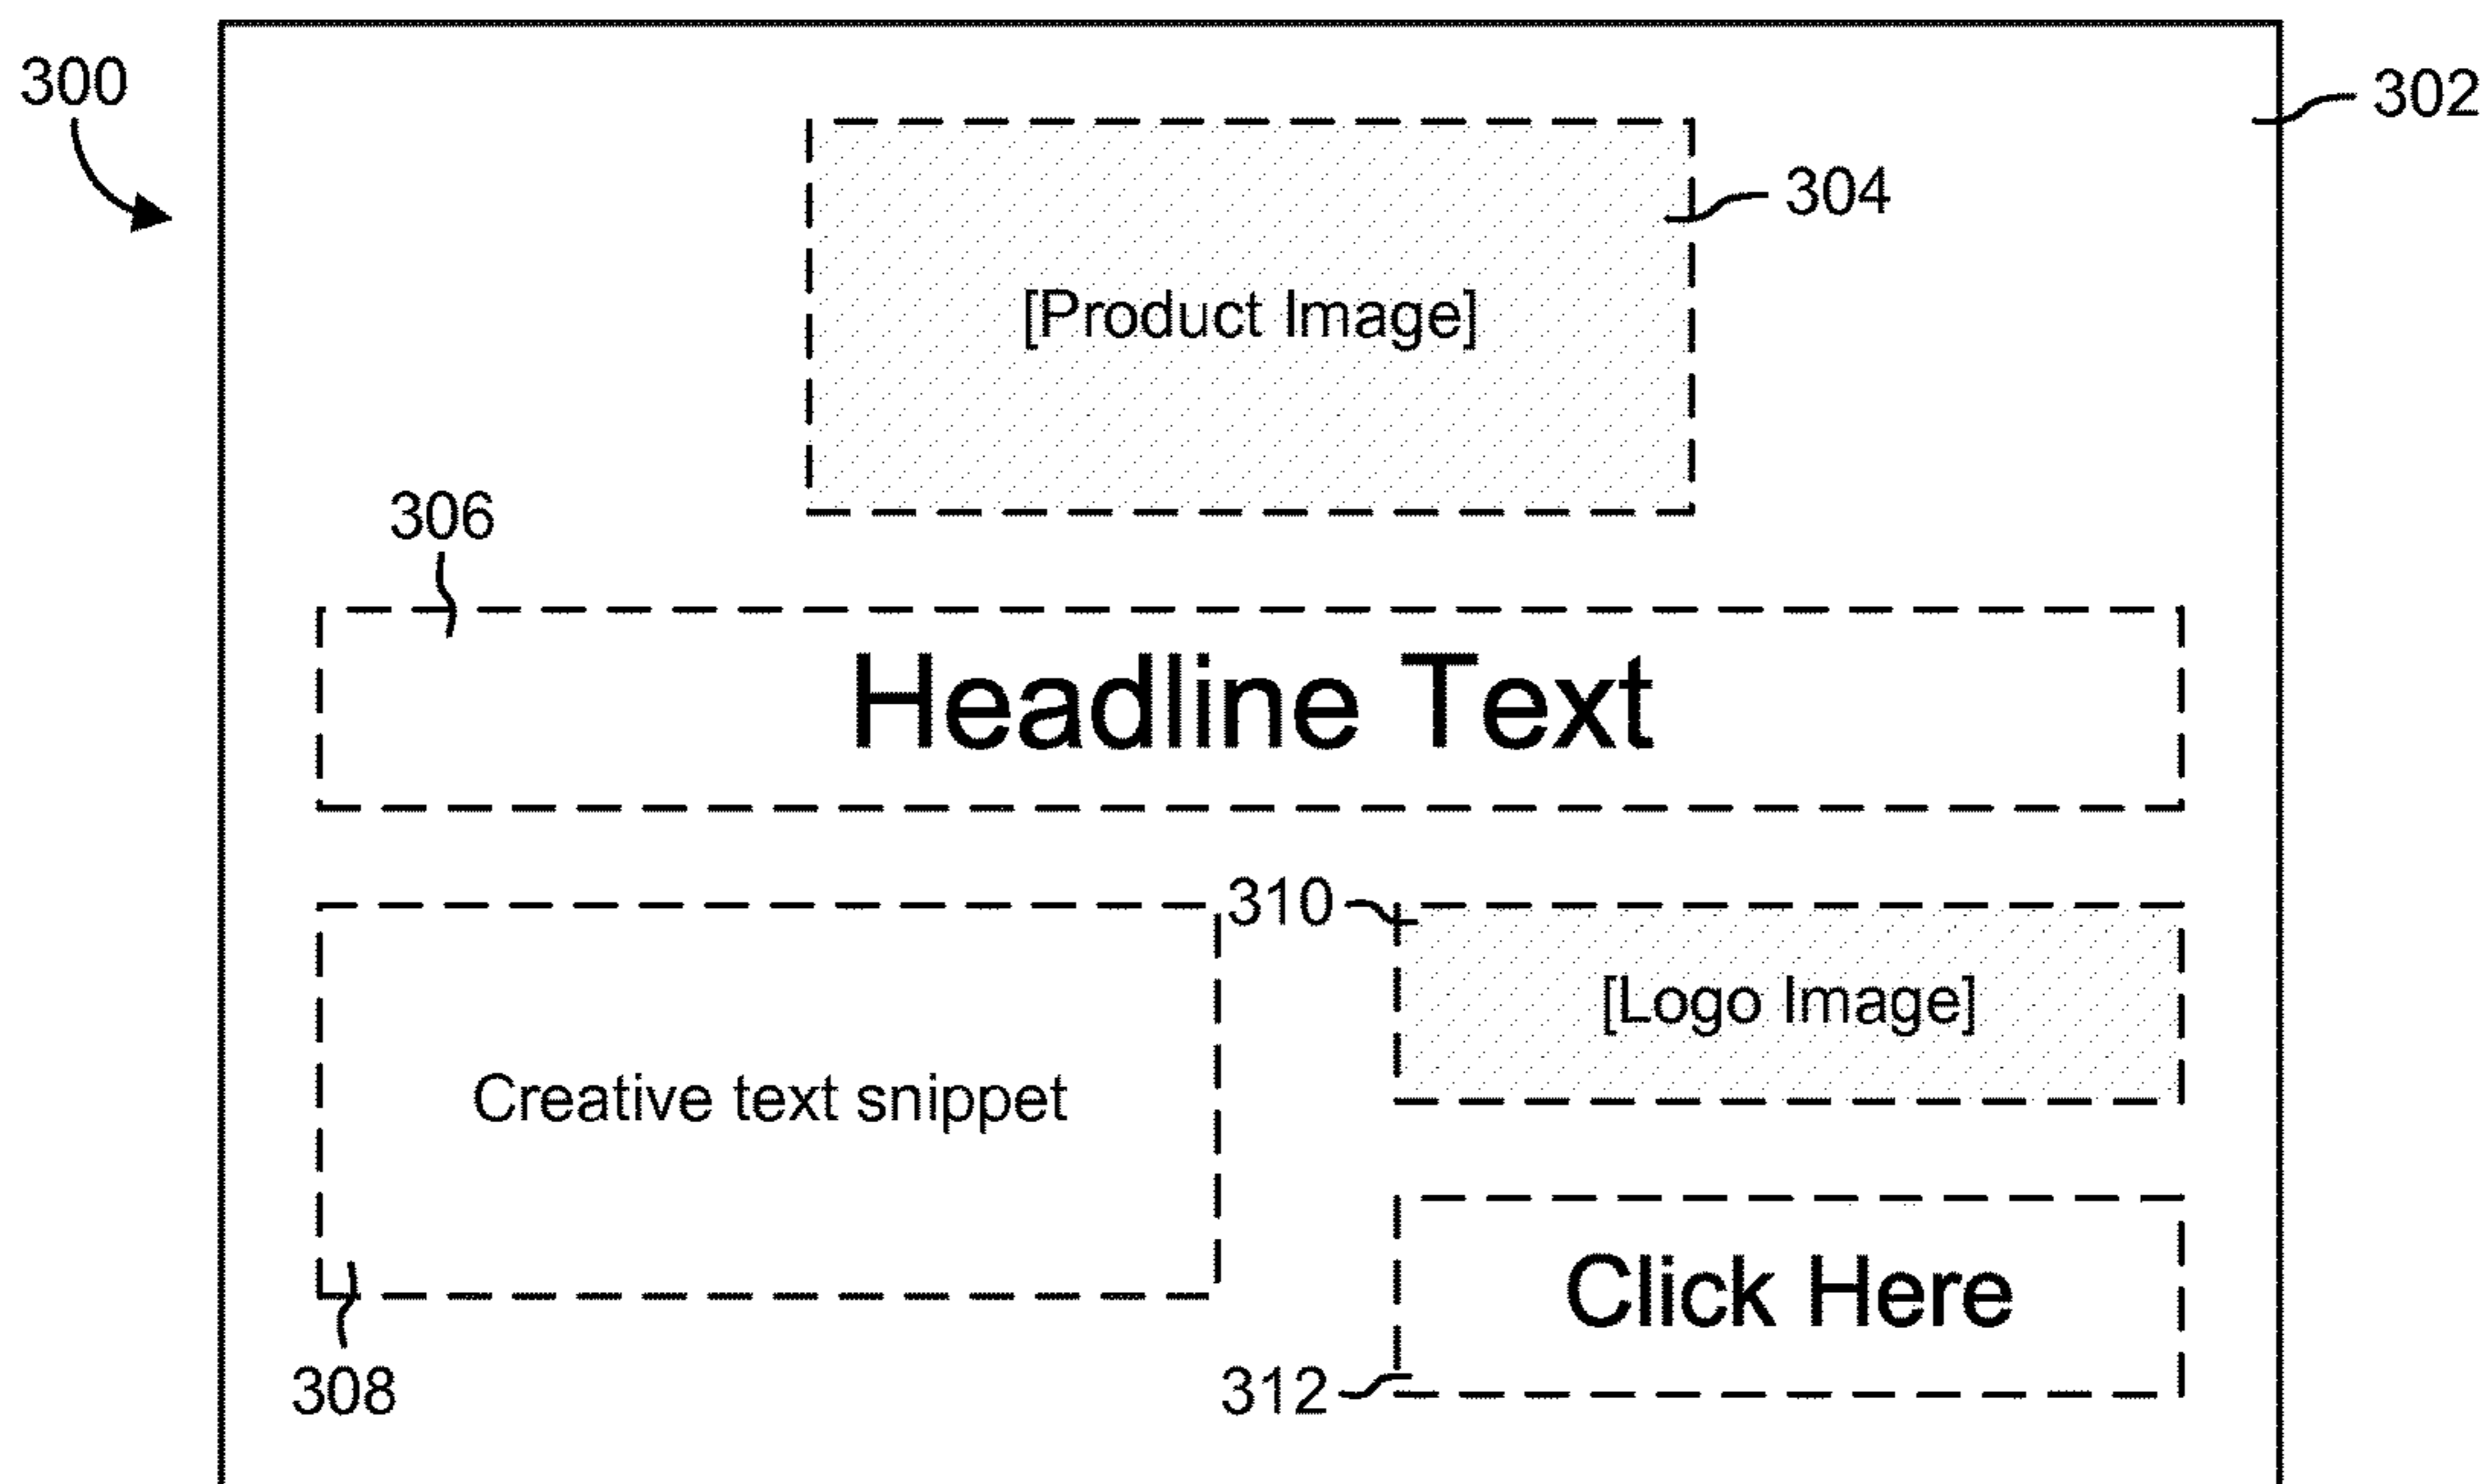 300
302
304
[Product Image]
306
Headline Text
310
[Logo Image]
Creative text snippet
Click Here
308
312